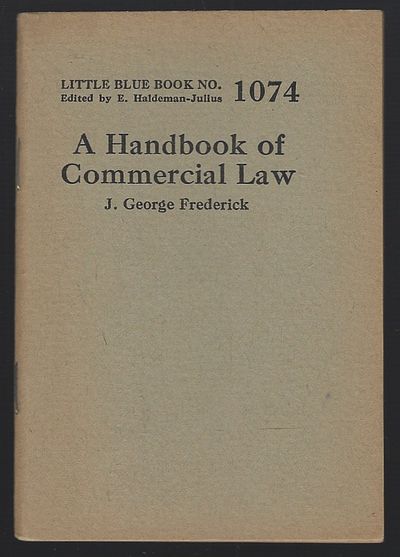 LITTLE BLUE BOOK NO. 1074
Edited by E. Haldeman-Julius
A Handbook of
Commercial Law
J. George Frederick